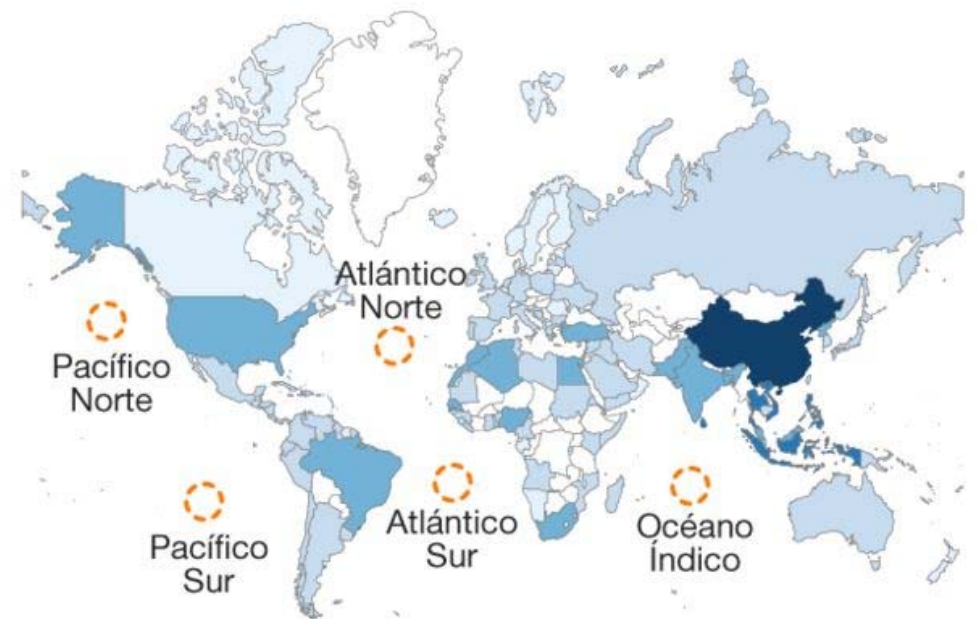 Atlántico
Norte
Pacífico
Norte
Pacífico
Sur
Atlántico
Sur
Océano
Índico